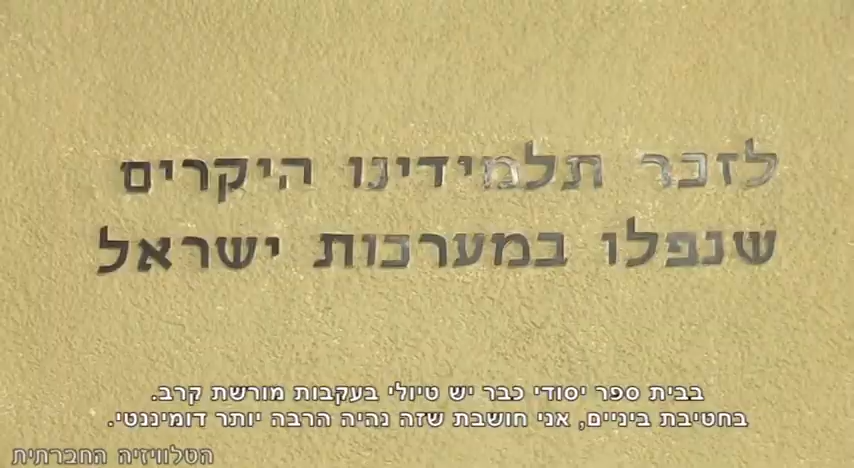 לזכר תלמידינו היקרים
שנפלו במערכות ישראל
בבית ספר יסודי כבר יש טיולי בעקבות מורשת קרב.
בחטיבת ביניים, אני חושבת שזה נהיה הרבה יותר דומיננטי.
הטלוויזיה החברתית